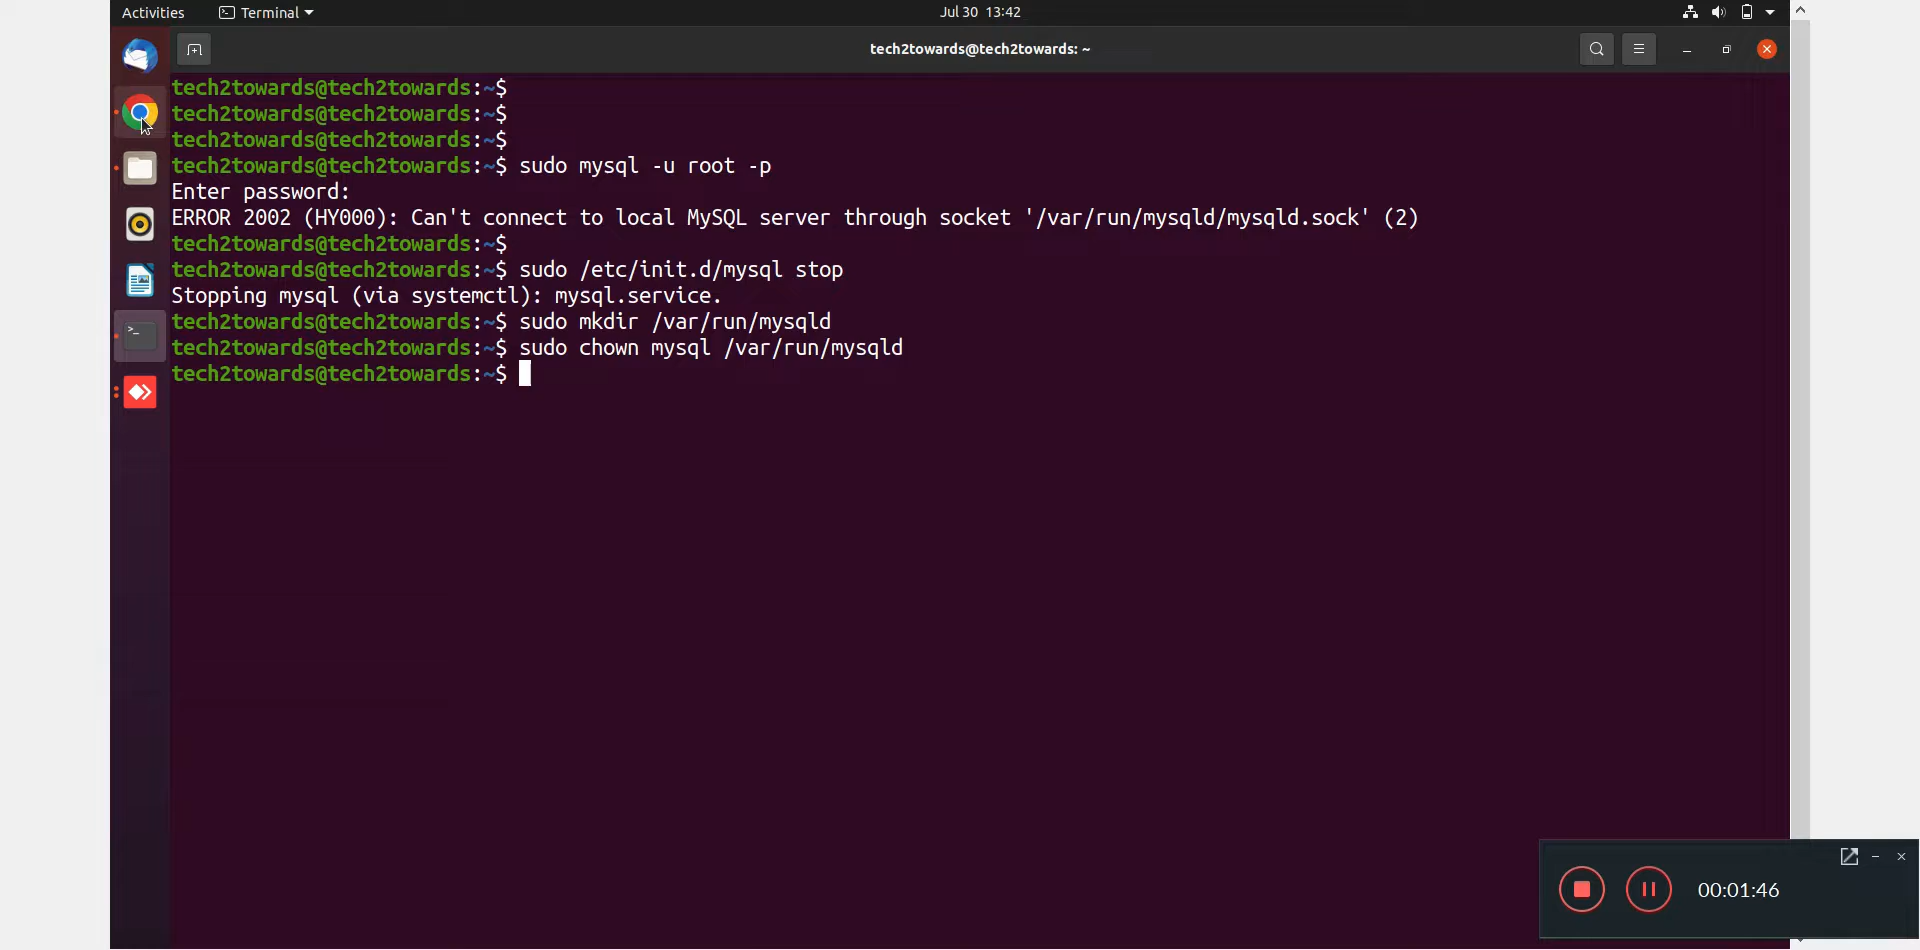 Activities
Terminal
Jul 30 13:42
tech2towards@tech2towards: ~
tech2towards@tech2towards:~$
tech2towards@tech2towards:~$
tech2towards@tech2towards:~$
tech2towards@tech2towards:~$ sudo mysql -u root -p
Enter password:
ERROR 2002 (HY000): Can't connect to local MySQL server through socket '/var/run/mysqld/mysqld.sock' (2)
tech2towards@tech2towards:~$
tech2towards@tech2towards:~$ sudo /etc/init.d/mysql stop
Stopping mysql (via systemctl): mysql.service.
tech2towards@tech2towards:~$ sudo mkdir /var/run/mysqld
tech2towards@tech2towards:~$ sudo chown mysql /var/run/mysqld
tech2towards@tech2towards:~$
00:01:46